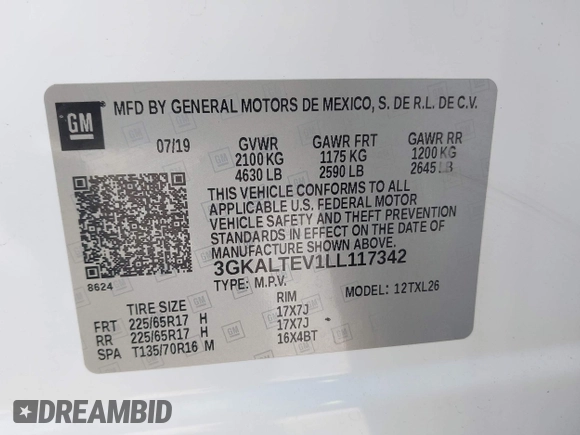 GM MFD BY GENERAL MOTORS DE MEXICO, S. DE R.L. DE C.V.
07/19 GVWR GAWR FRT GAWR RR
2100 KG 1175 KG 1200 KG
4630 LB 2590 LB 2645 LB
THIS VEHICLE CONFORMS TO ALL
APPLICABLE U.S. FEDERAL MOTOR
VEHICLE SAFETY AND THEFT PREVENTION
STANDARDS IN EFFECT ON THE DATE OF
MANUFACTURE SHOWN ABOVE.
8624 3GKALTEV1LL117342
TYPE: M.P.V. MODEL: 12TXL26
TIRE SIZE RIM
FRT 225/65R17 H 17X7J
RR 225/65R17 H 17X7J
SPA T135/70R16 M 16X4BT
DREAMBID